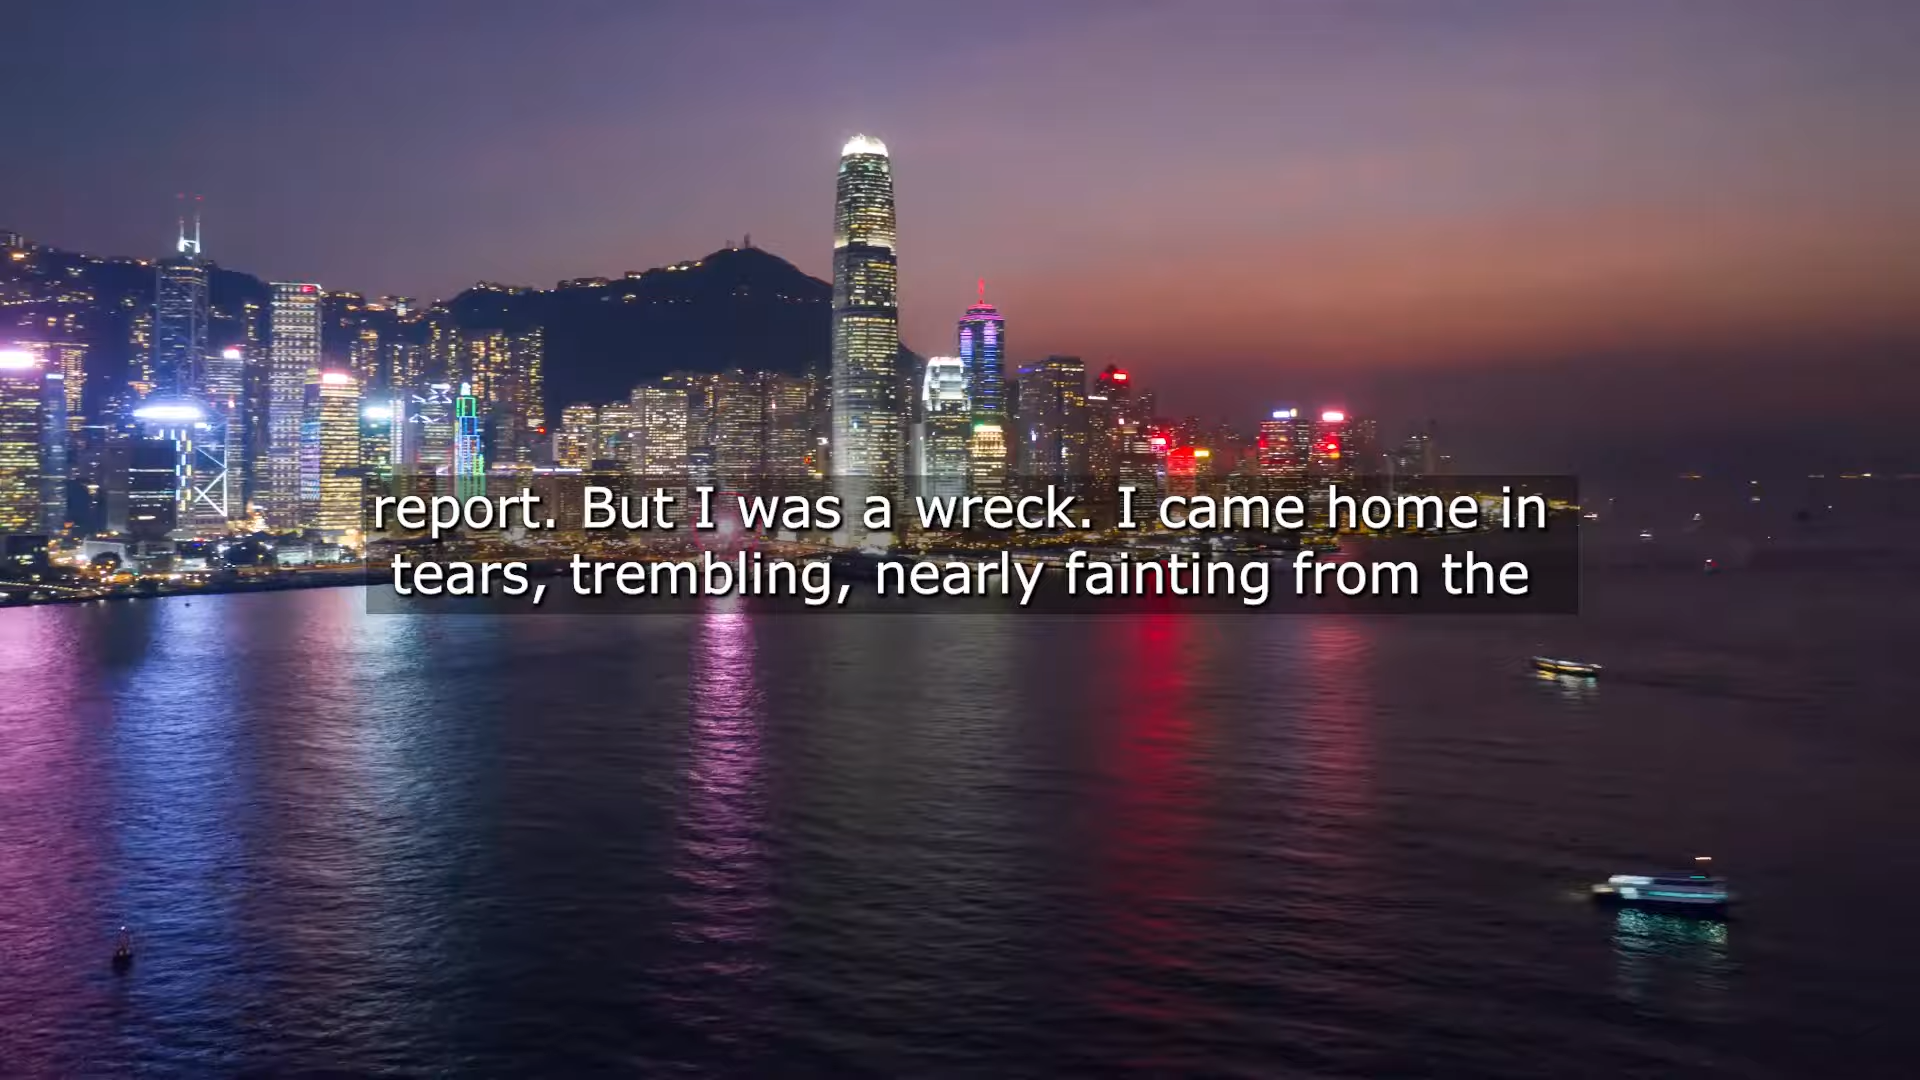 report. But I was a wreck. I came home in
tears, trembling, nearly fainting from the